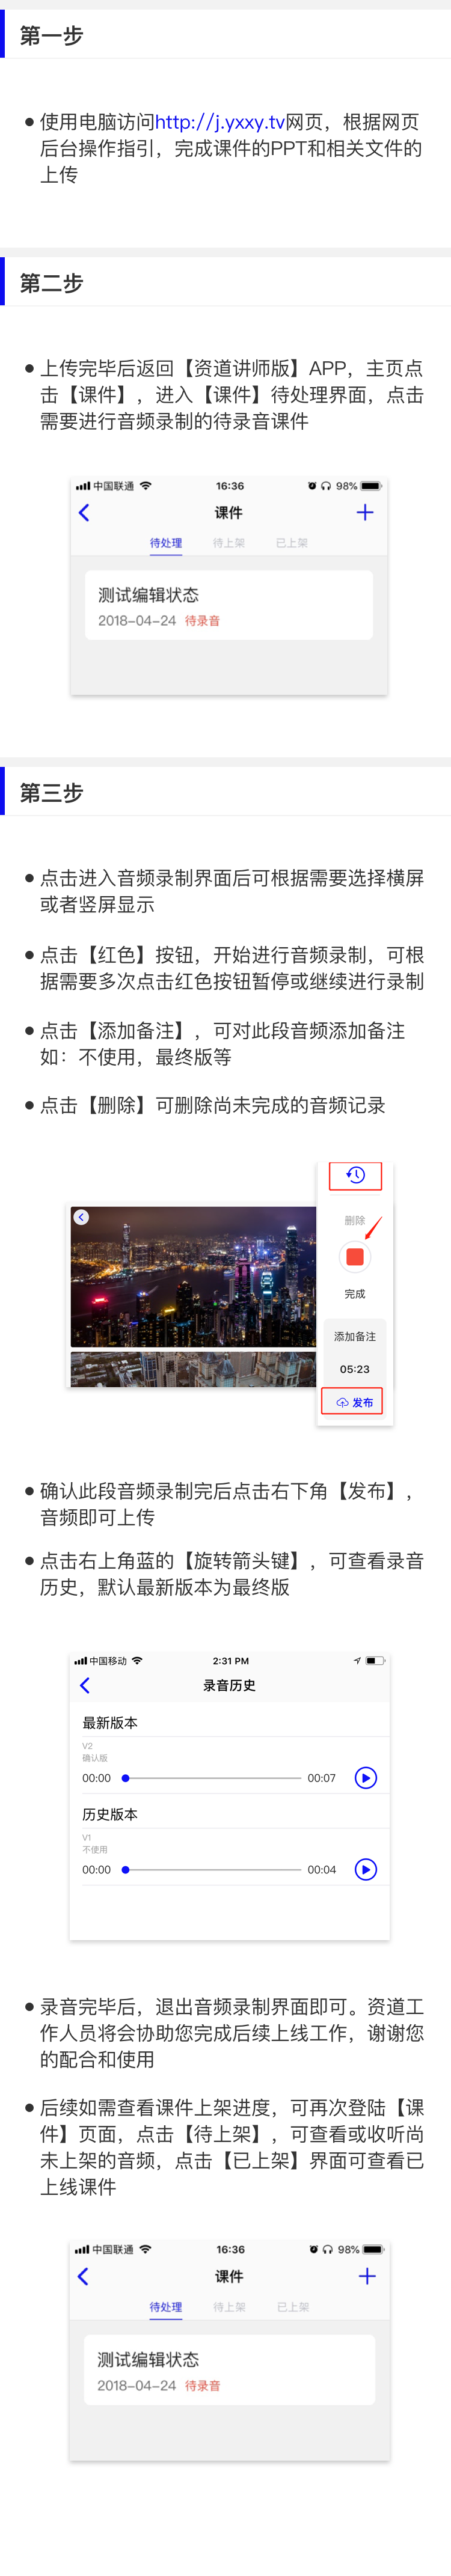 第一步
使用电脑访问http://j.yxxy.tv网页，根据网页
后台操作指引，完成课件的PPT和相关文件的
上传
第二步
上传完毕后返回【资道讲师版】APP，主页点
击【课件】，进入【课件】待处理界面，点击
需要进行音频录制的待录音课件
中国联通 16:36 98%
课件
待处理 待上架 已上架
测试编辑状态
2018-04-24 待录音
第三步
点击进入音频录制界面后可根据需要选择横屏
或者竖屏显示
点击【红色】按钮，开始进行音频录制，可根
据需要多次点击红色按钮暂停或继续进行录制
点击【添加备注】，可对此段音频添加备注
如：不使用，最终版等
点击【删除】可删除尚未完成的音频记录
删除
完成
添加备注
05:23
发布
确认此段音频录制完后点击右下角【发布】，
音频即可上传
点击右上角蓝的【旋转箭头键】，可查看录音
历史，默认最新版本为最终版
中国移动 2:31 PM
录音历史
最新版本
V2
确认版
00:00 00:07
历史版本
V1
不使用
00:00 00:04
录音完毕后，退出音频录制界面即可。资道工
作人员将会协助您完成后续上线工作，谢谢您
的配合和使用
后续如需查看课件上架进度，可再次登陆【课
件】页面，点击【待上架】，可查看或收听尚
未上架的音频，点击【已上架】界面可查看已
上线课件
中国联通 16:36 98%
课件
待处理 待上架 已上架
测试编辑状态
2018-04-24 待录音